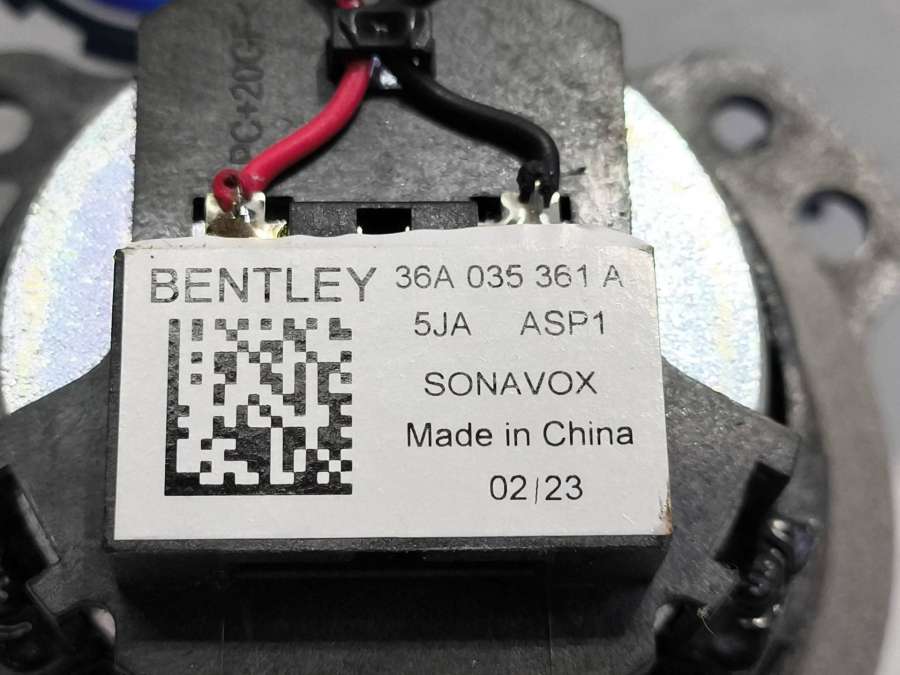 BENTLEY 36A 035 361 A
5JA ASP1
SONAVOX
Made in China
02/23